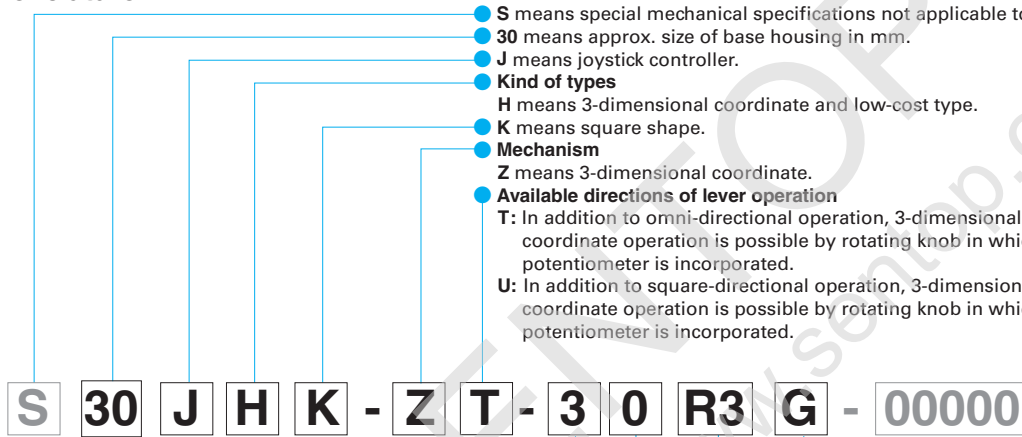 S means special mechanical specifications not applicable to
30 means approx. size of base housing in mm.
J means joystick controller.
Kind of types
H means 3-dimensional coordinate and low-cost type.
K means square shape.
Mechanism
Z means 3-dimensional coordinate.
Available directions of lever operation
T: In addition to omni-directional operation, 3-dimensional
coordinate operation is possible by rotating knob in
potentiometer is incorporated.
U: In addition to square-directional operation,
coordinate operation is possible by rotating knob in
potentiometer is incorporated.
S 30 J H K - Z T - 3 0 R3 G - 00000